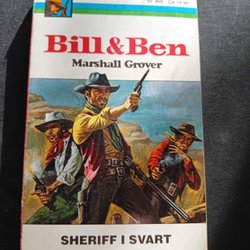 Bill & Ben
Marshall Grover
SHERIFF I SVART